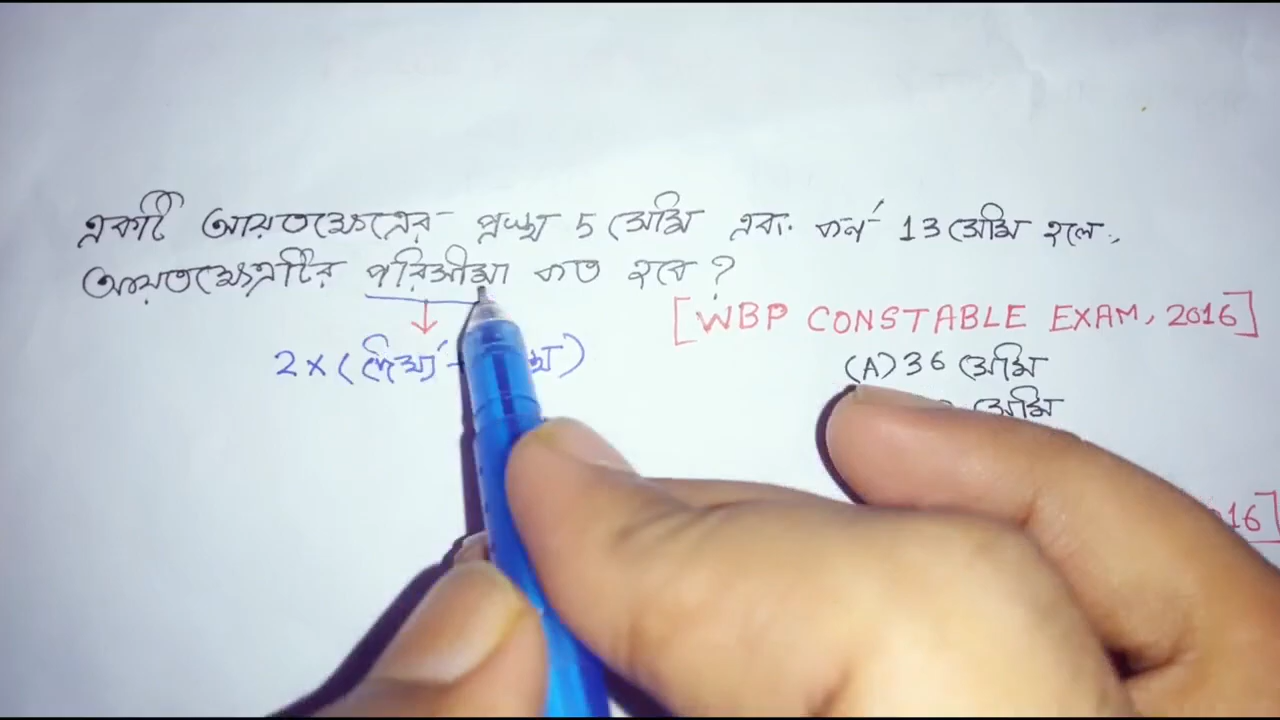 একটি আয়তক্ষেত্রের প্রস্থ 5 সেমি এবং কর্ণ 13 সেমি হলে,
আয়তক্ষেত্রটির পরিসীমা কত হবে ?
[WBP CONSTABLE EXAM, 2016]
2 × (দৈর্ঘ্য + )
(A) 36 সেমি
সেমি
16]